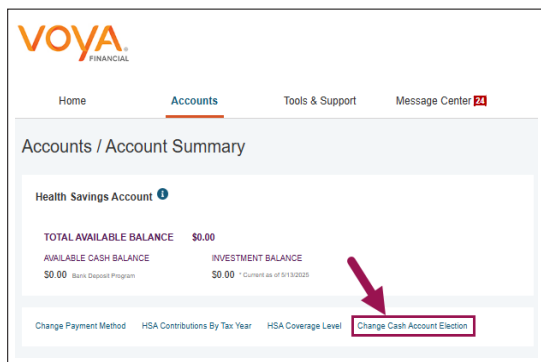 VOYA
FINANCIAL
Home Accounts Tools & Support Message Center 24
Accounts / Account Summary
Health Savings Account i
TOTAL AVAILABLE BALANCE $0.00
AVAILABLE CASH BALANCE INVESTMENT BALANCE
$0.00 Bank Deposit Program $0.00 * Current as of 5/13/2025
Change Payment Method HSA Contributions By Tax Year HSA Coverage Level Change Cash Account Election